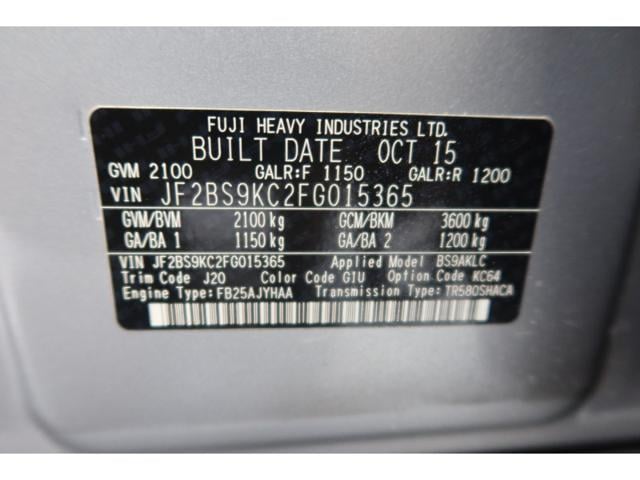 FUJI HEAVY INDUSTRIES LTD.
BUILT DATE OCT 15
GVM 2100 GALR:F 1150 GALR:R 1200
VIN JF2BS9KC2FG015365
GVM/BVM 2100 kg GCM/BKM 3600 kg
GA/BA 1 1150 kg GA/BA 2 1200 kg
VIN JF2BS9KC2FG015365 Applied Model BS9AKLC
Trim Code J20 Color Code G1U Option Code KC64
Engine Type:FB25AJYHAA Transmission Type:TR580SHACA